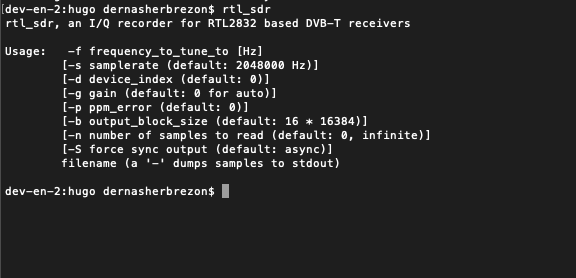 dev-en-2:hugo dernasherbrezon$ rtl_sdr
rtl_sdr, an I/Q recorder for RTL2832 based DVB-T receivers

Usage:   -f frequency_to_tune_to [Hz]
        [-s samplerate (default: 2048000 Hz)]
        [-d device_index (default: 0)]
        [-g gain (default: 0 for auto)]
        [-p ppm_error (default: 0)]
        [-b output_block_size (default: 16 * 16384)]
        [-n number of samples to read (default: 0, infinite)]
        [-S force sync output (default: async)]
        filename (a '-' dumps samples to stdout)

dev-en-2:hugo dernasherbrezon$